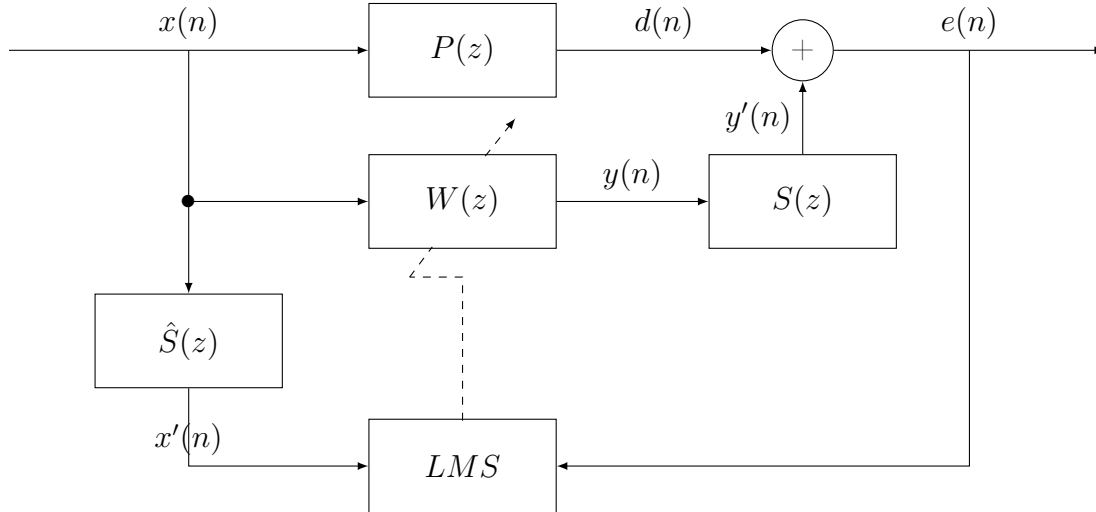 x(n)
P(z)
d(n)
+
e(n)
y'(n)
W(z)
y(n)
S(z)
Ŝ(z)
x'(n)
LMS